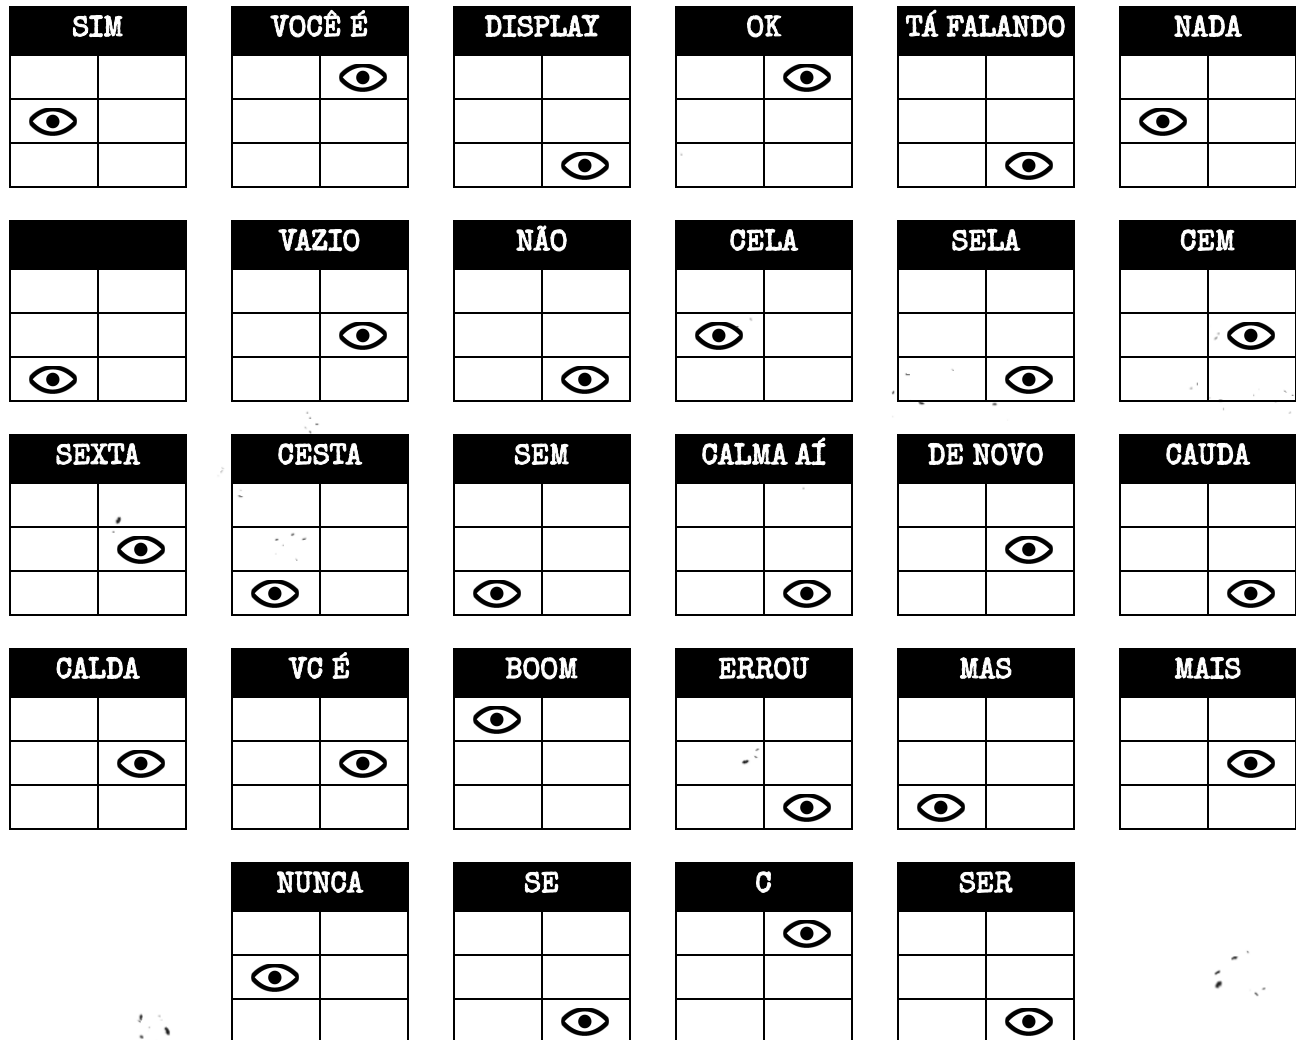 SIM VOCÊ É DISPLAY OK TÁ FALANDO NADA
VAZIO NÃO CELA SELA CEM
SEXTA CESTA SEM CALMA AÍ DE NOVO CAUDA
CALDA VC É BOOM ERROU MAS MAIS
NUNCA SE C SER